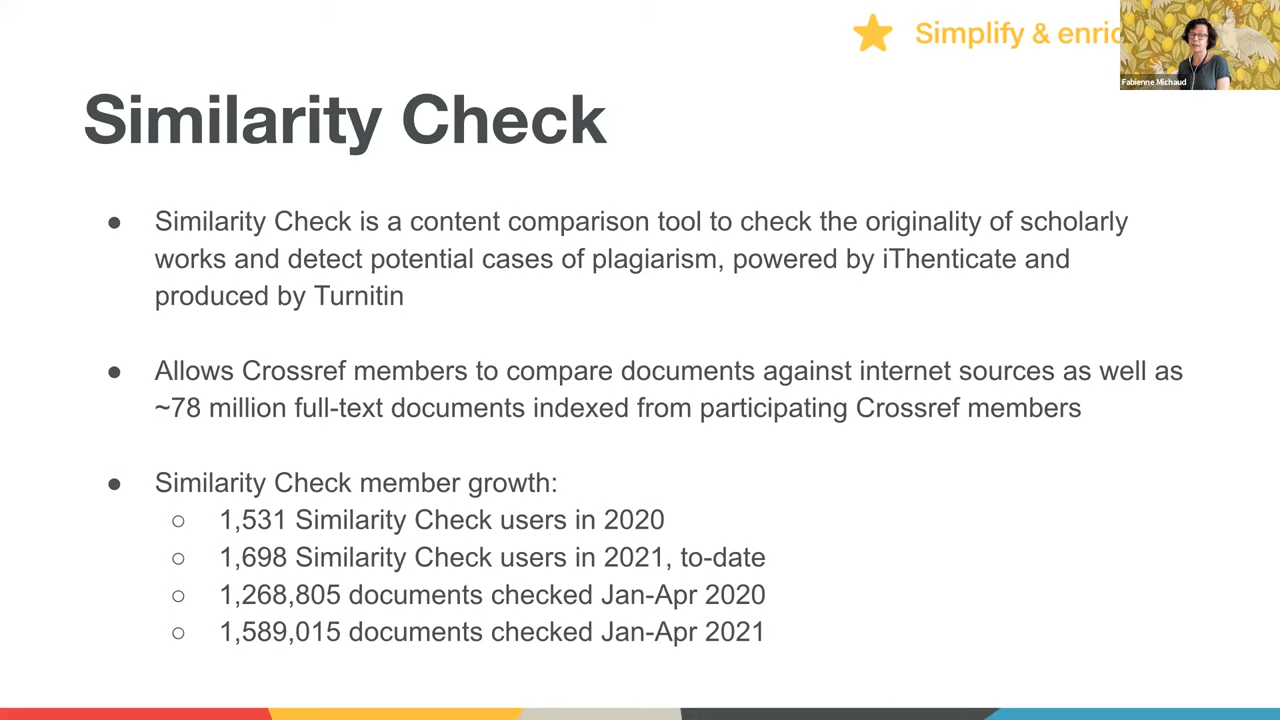 Simplify & enric
Fabienne Michaud
Similarity Check
● Similarity Check is a content comparison tool to check the originality of scholarly
works and detect potential cases of plagiarism, powered by iThenticate and
produced by Turnitin
● Allows Crossref members to compare documents against internet sources as well as
~78 million full-text documents indexed from participating Crossref members
● Similarity Check member growth:
○ 1,531 Similarity Check users in 2020
○ 1,698 Similarity Check users in 2021, to-date
○ 1,268,805 documents checked Jan-Apr 2020
○ 1,589,015 documents checked Jan-Apr 2021